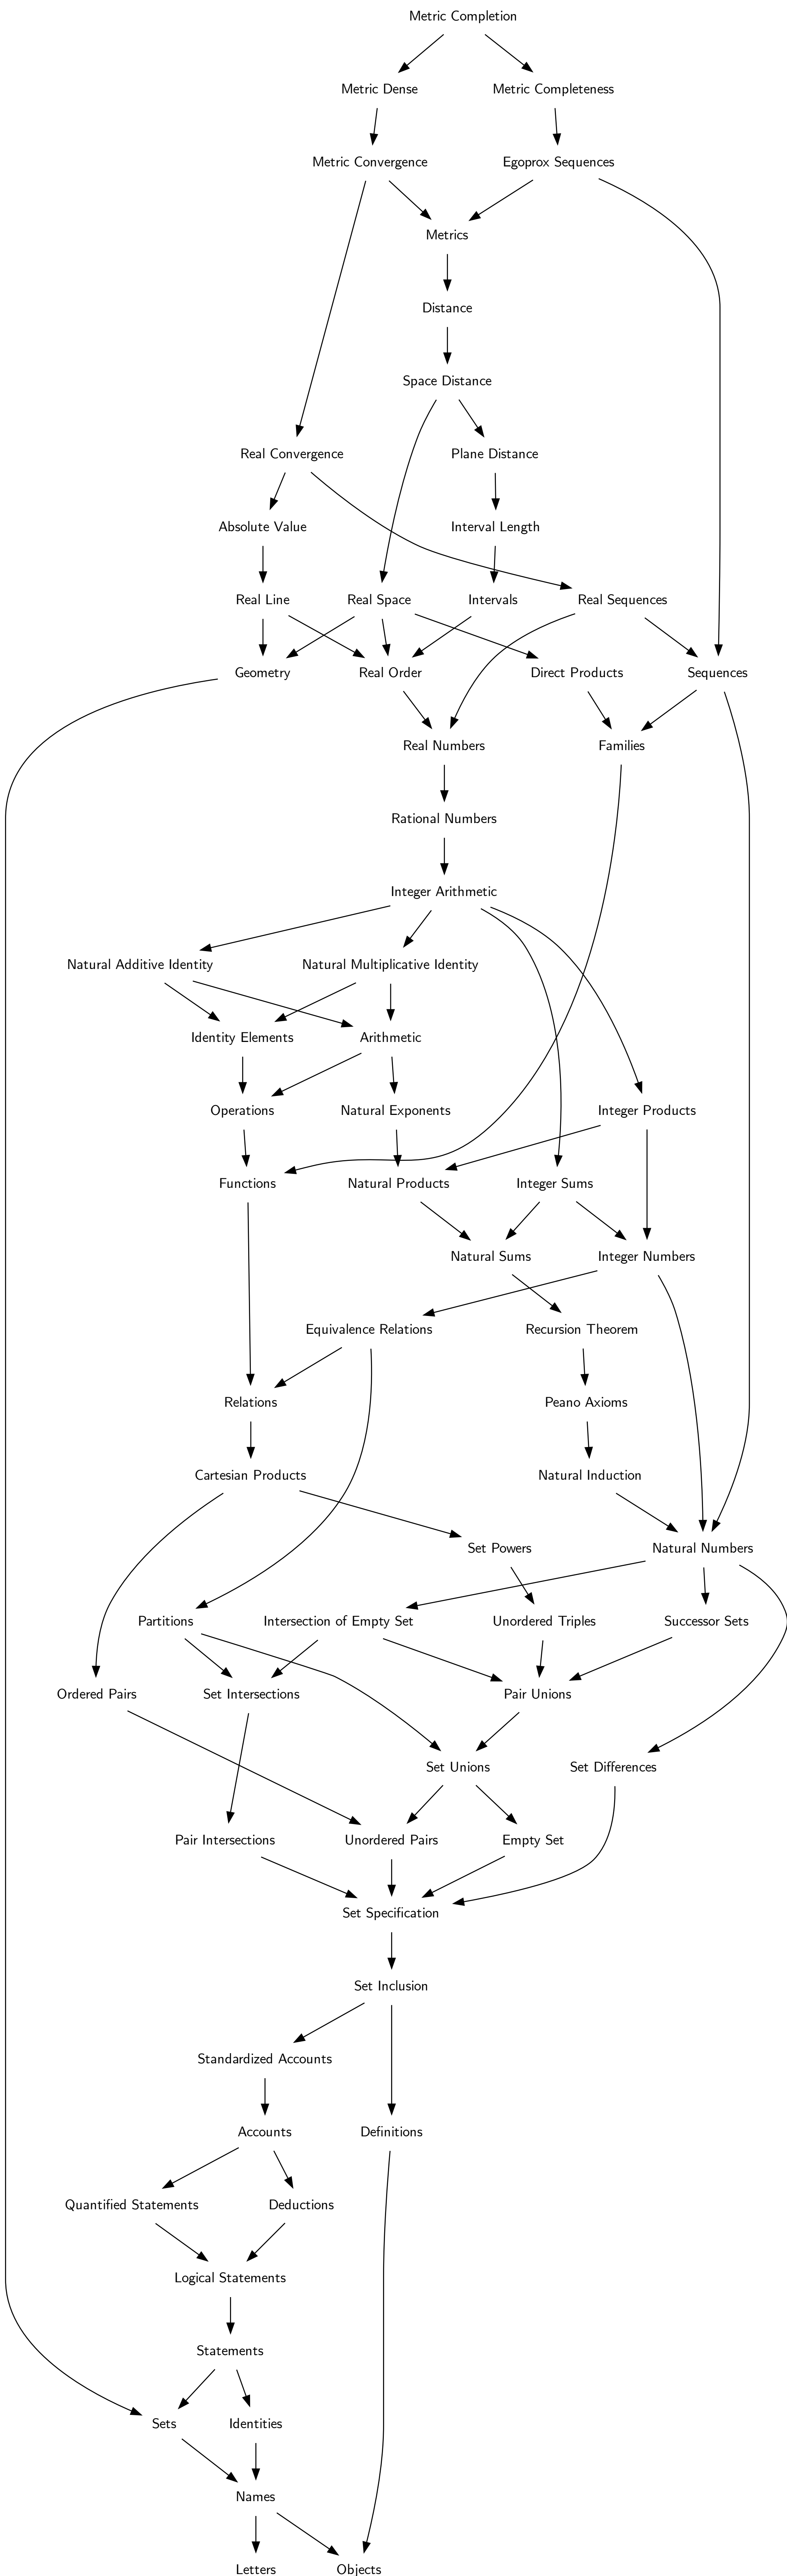 Metric Completion
Metric Dense
Metric Completeness
Metric Convergence
Egoprox Sequences
Metrics
Distance
Space Distance
Real Convergence
Plane Distance
Absolute Value
Interval Length
Real Line
Real Space
Intervals
Real Sequences
Geometry
Real Order
Direct Products
Sequences
Real Numbers
Families
Rational Numbers
Integer Arithmetic
Natural Additive Identity
Natural Multiplicative Identity
Identity Elements
Arithmetic
Operations
Natural Exponents
Integer Products
Functions
Natural Products
Integer Sums
Natural Sums
Integer Numbers
Equivalence Relations
Recursion Theorem
Relations
Peano Axioms
Cartesian Products
Natural Induction
Set Powers
Natural Numbers
Partitions
Intersection of Empty Set
Unordered Triples
Successor Sets
Ordered Pairs
Set Intersections
Pair Unions
Set Unions
Set Differences
Pair Intersections
Unordered Pairs
Empty Set
Set Specification
Set Inclusion
Standardized Accounts
Accounts
Definitions
Quantified Statements
Deductions
Logical Statements
Statements
Sets
Identities
Names
Letters
Objects